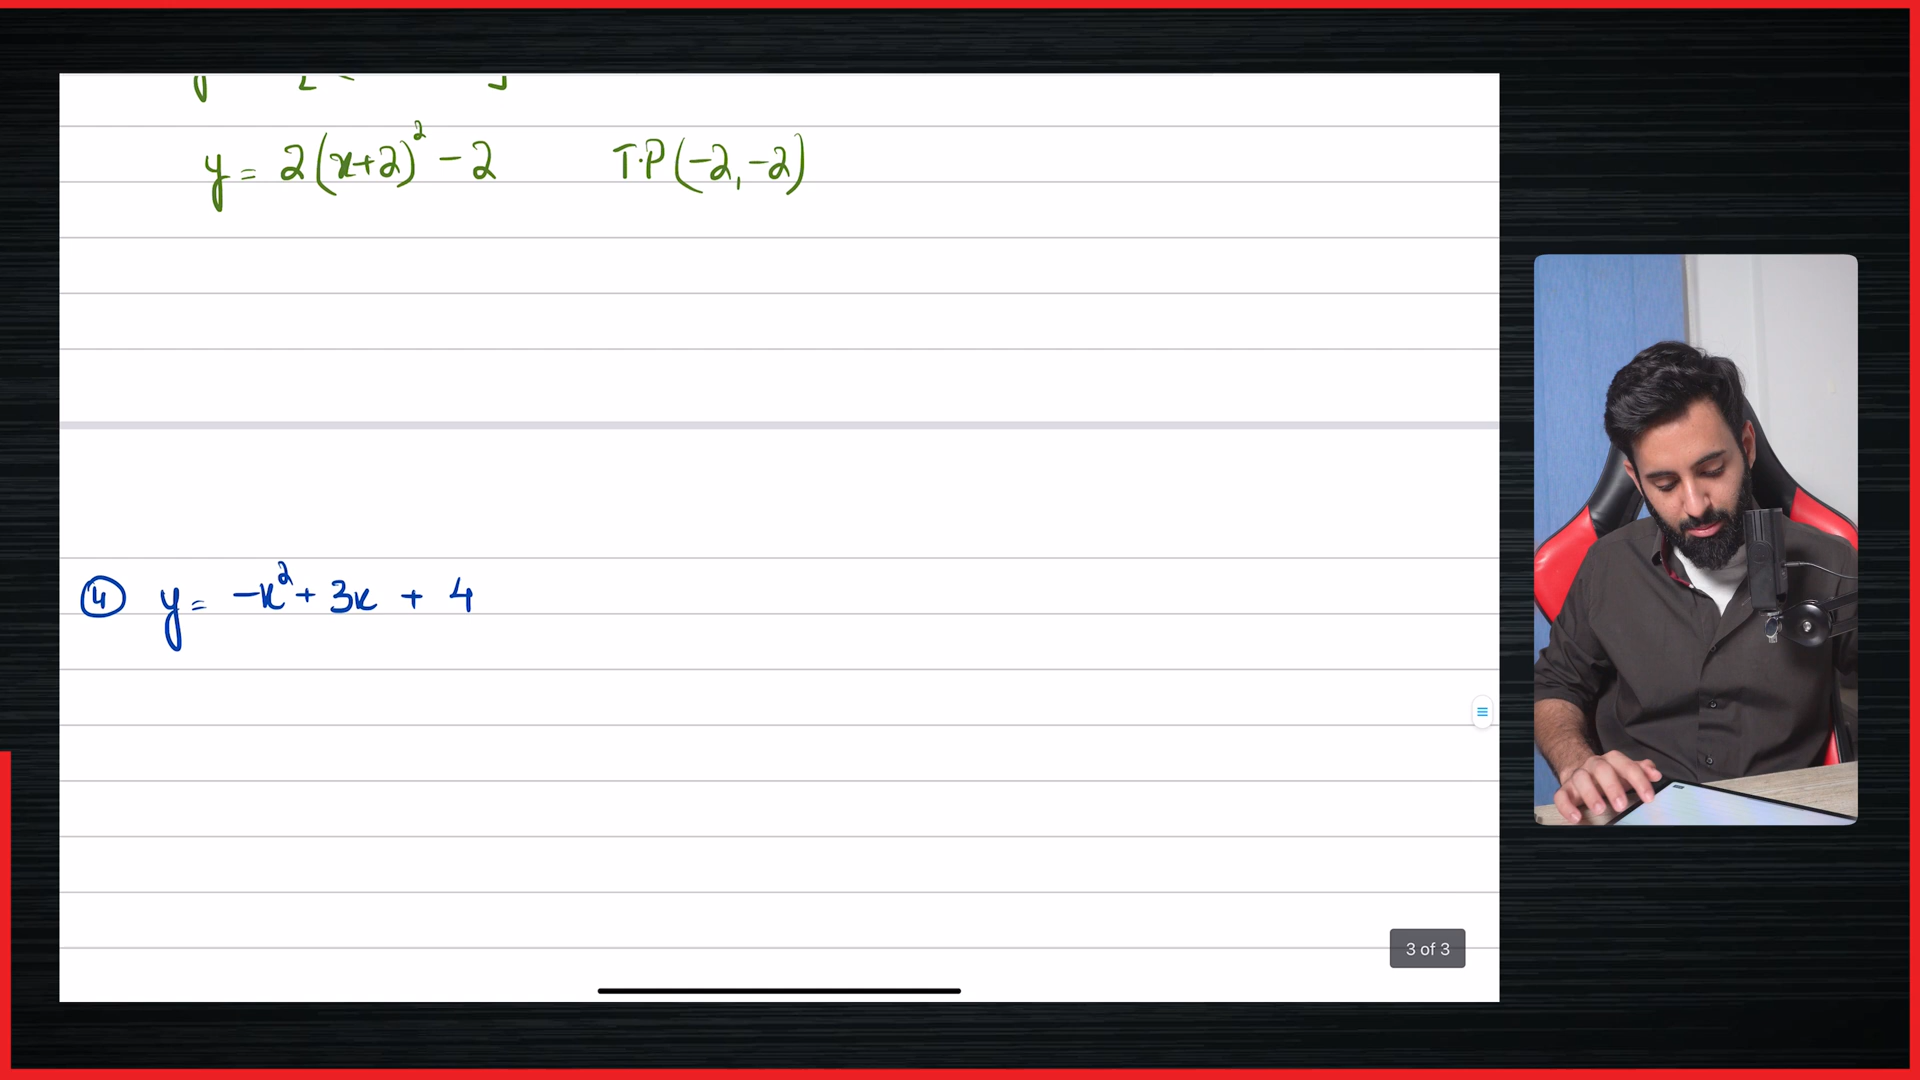 y = 2(x+2)² - 2 T.P(-2,-2)
④ y = -x² + 3x + 4
3 of 3